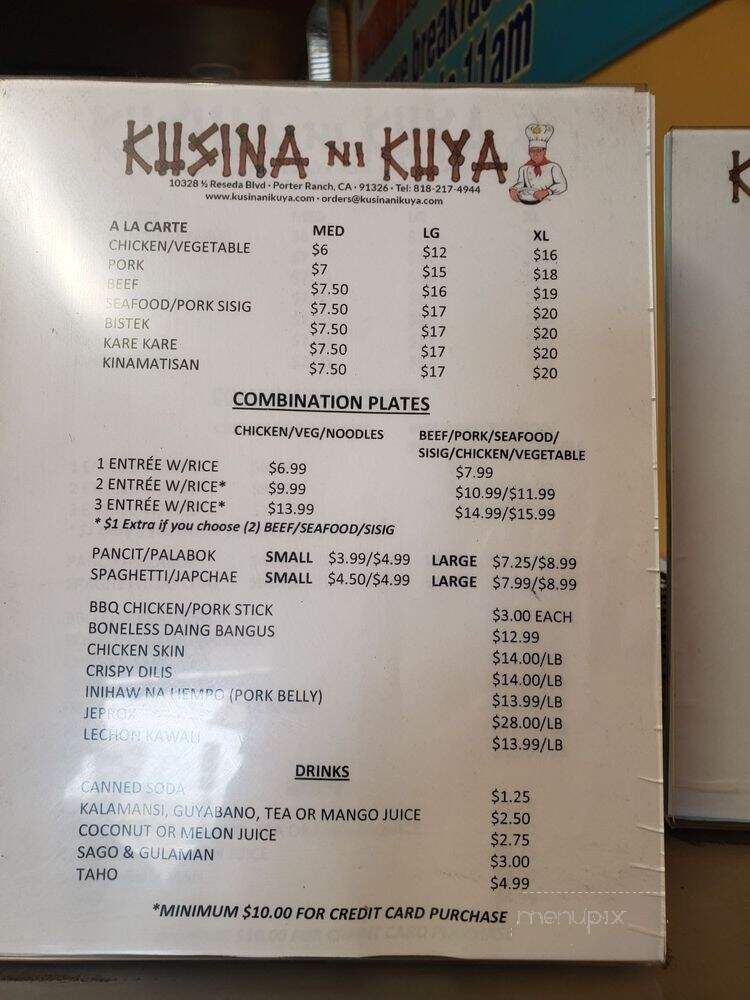 breakfast
11am
KUSINA NI KUYA
10328 ½ Reseda Blvd · Porter Ranch, CA · 91326 · Tel: 818-217-4944
www.kusinanikuya.com · orders@kusinanikuya.com
A LA CARTE MED LG XL
CHICKEN/VEGETABLE $6 $12 $16
PORK $7 $15 $18
BEEF $7.50 $16 $19
SEAFOOD/PORK SISIG $7.50 $17 $20
BISTEK $7.50 $17 $20
KARE KARE $7.50 $17 $20
KINAMATISAN $7.50 $17 $20
COMBINATION PLATES
CHICKEN/VEG/NOODLES BEEF/PORK/SEAFOOD/
SISIG/CHICKEN/VEGETABLE
1 ENTRÉE W/RICE $6.99 $7.99
2 ENTRÉE W/RICE* $9.99 $10.99/$11.99
3 ENTRÉE W/RICE* $13.99 $14.99/$15.99
* $1 Extra if you choose (2) BEEF/SEAFOOD/SISIG
PANCIT/PALABOK SMALL $3.99/$4.99 LARGE $7.25/$8.99
SPAGHETTI/JAPCHAE SMALL $4.50/$4.99 LARGE $7.99/$8.99
BBQ CHICKEN/PORK STICK $3.00 EACH
BONELESS DAING BANGUS $12.99
CHICKEN SKIN $14.00/LB
CRISPY DILIS $14.00/LB
INIHAW NA LIEMPO (PORK BELLY) $13.99/LB
JEPROX $28.00/LB
LECHON KAWALI $13.99/LB
DRINKS
CANNED SODA $1.25
KALAMANSI, GUYABANO, TEA OR MANGO JUICE $2.50
COCONUT OR MELON JUICE $2.75
SAGO & GULAMAN $3.00
TAHO $4.99
*MINIMUM $10.00 FOR CREDIT CARD PURCHASE
menupix